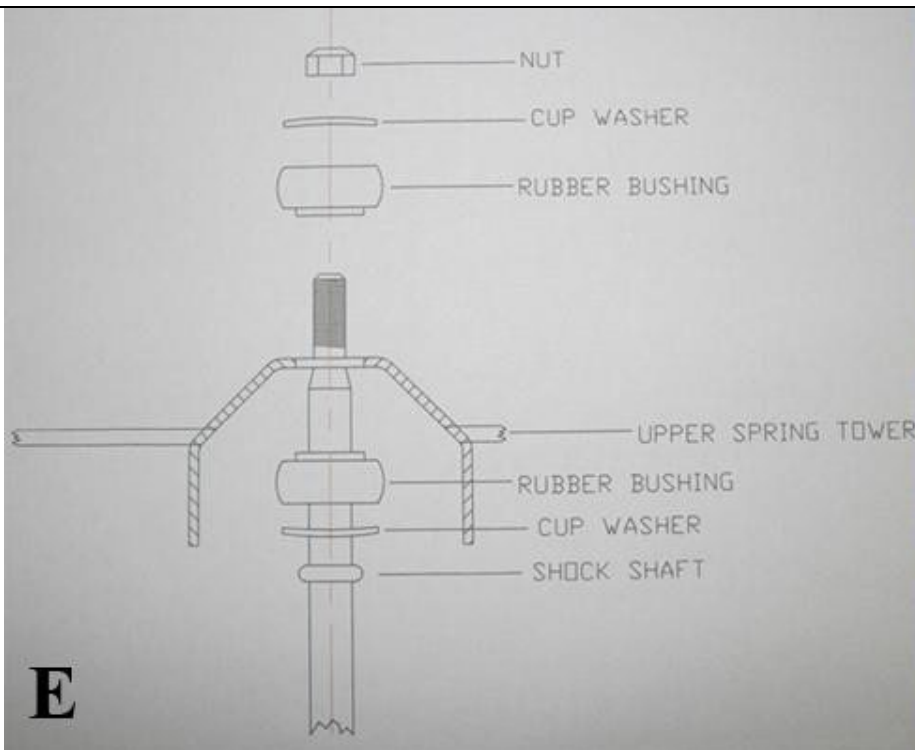 NUT
CUP WASHER
RUBBER BUSHING
UPPER SPRING TOWER
RUBBER BUSHING
CUP WASHER
SHOCK SHAFT
E